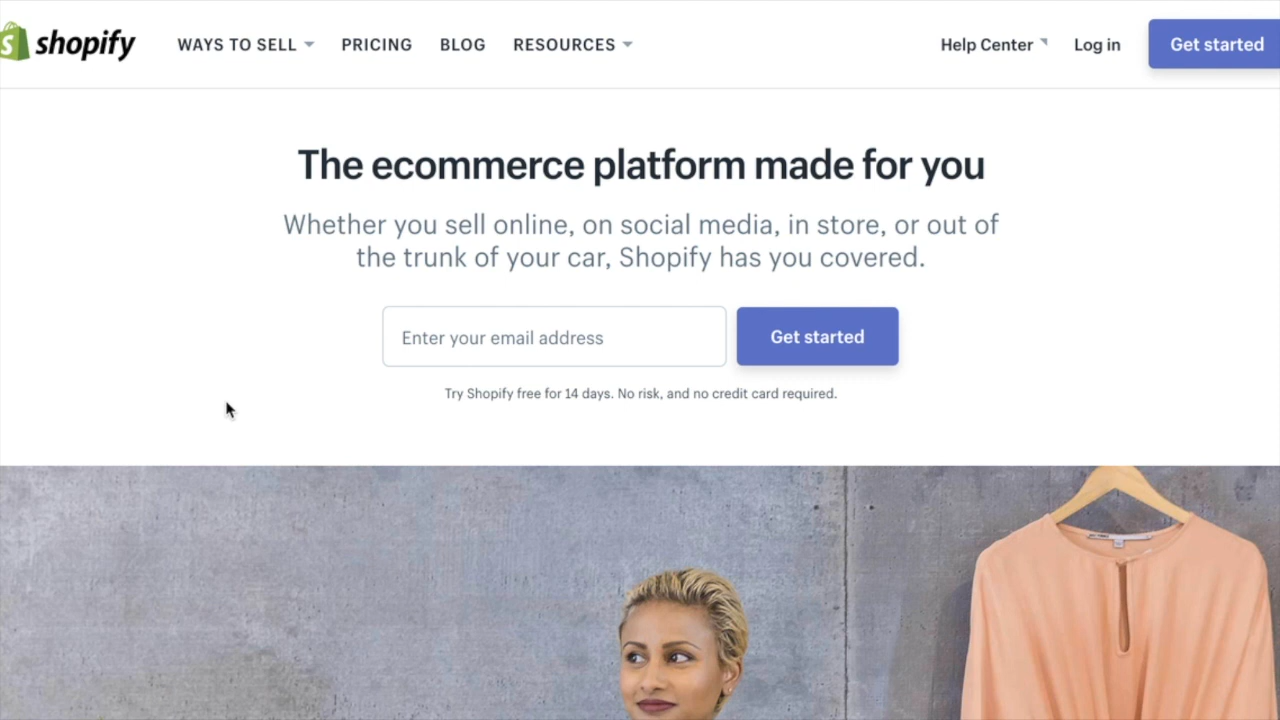 shopify
WAYS TO SELL
PRICING
BLOG
RESOURCES
Help Center
Log in
Get started
The ecommerce platform made for you
Whether you sell online, on social media, in store, or out of
the trunk of your car, Shopify has you covered.
Enter your email address
Get started
Try Shopify free for 14 days. No risk, and no credit card required.